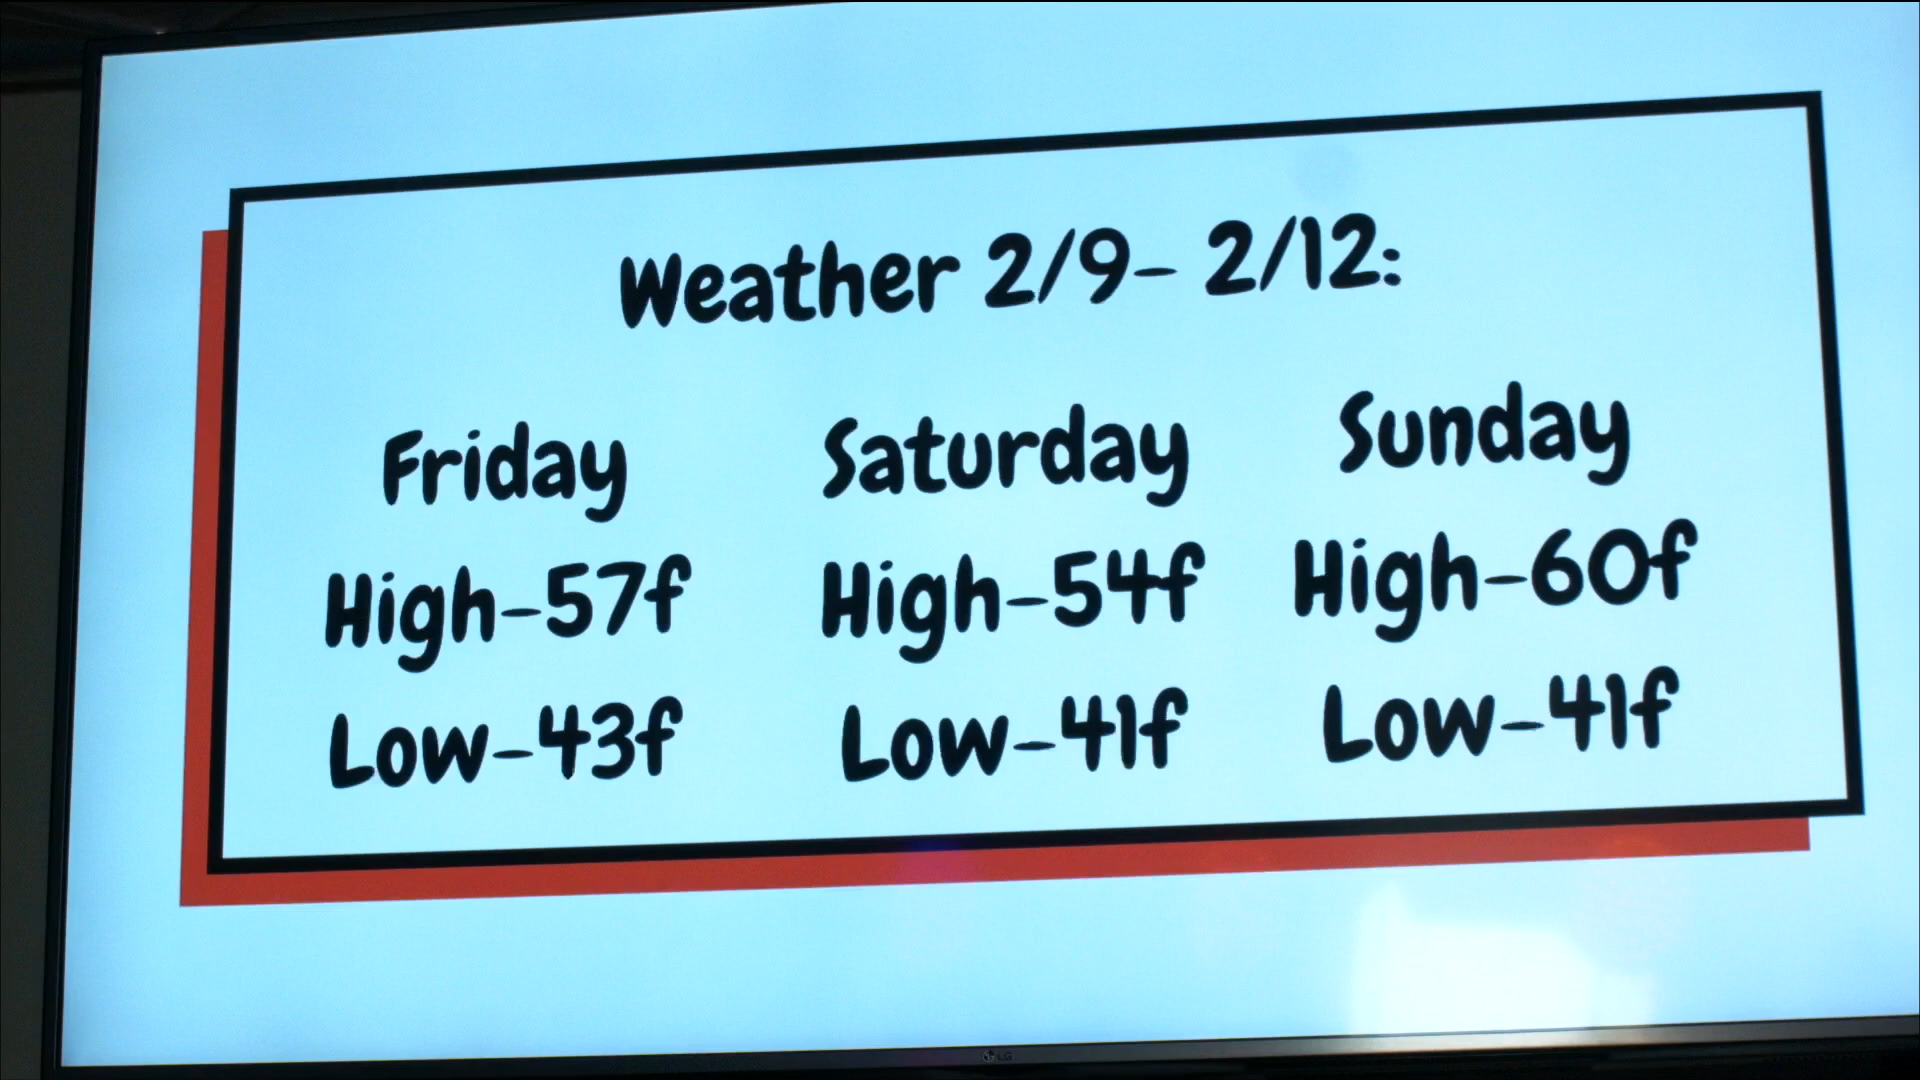 Weather 2/9- 2/12:
Friday Saturday Sunday
High-57f High-54f High-60f
Low-43f Low-41f Low-41f
LG